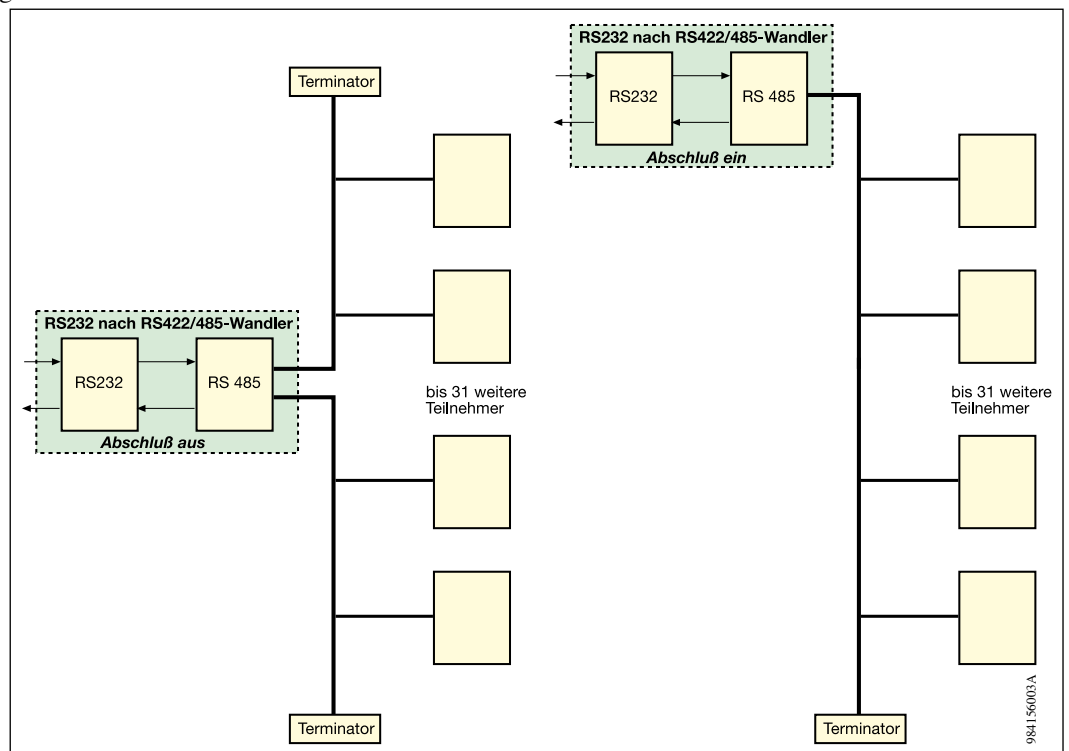 Terminator
RS232 nach RS422/485-Wandler
RS232
RS 485
Abschluß aus
bis 31 weitere
Teilnehmer
Terminator
RS232 nach RS422/485-Wandler
RS232
RS 485
Abschluß ein
bis 31 weitere
Teilnehmer
Terminator
984156003A